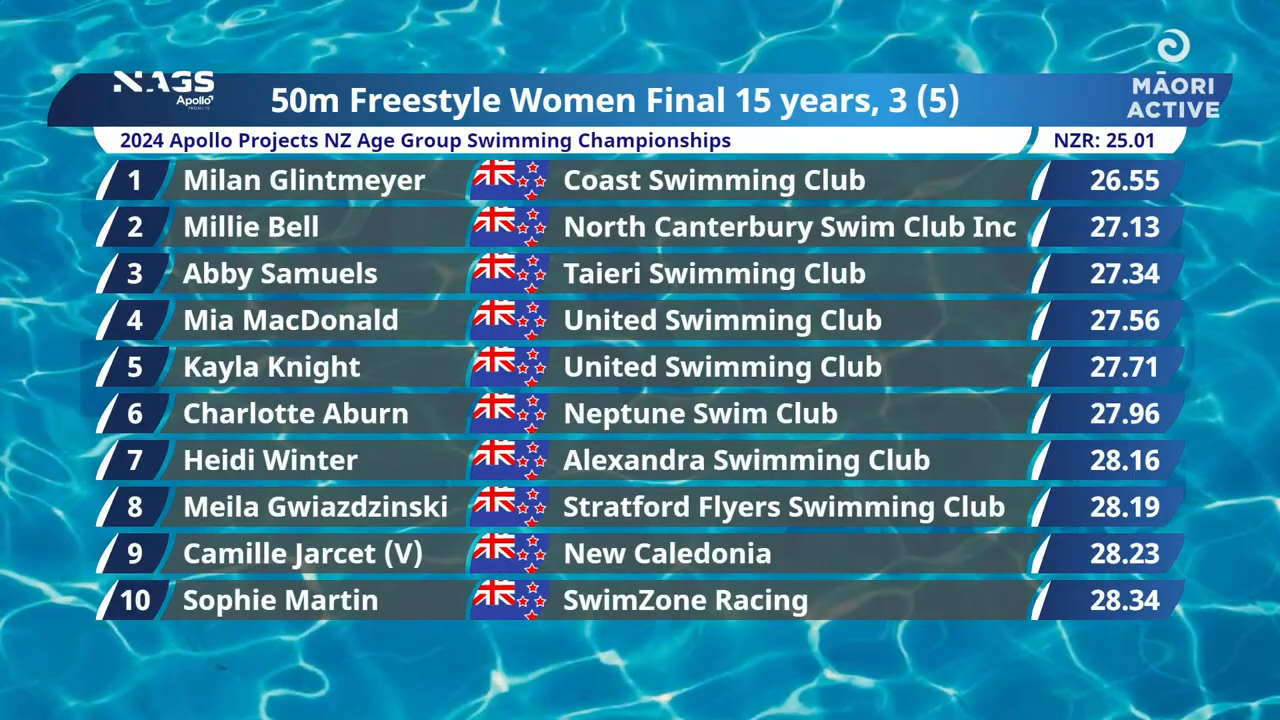 NAGS
Apollo
PROJECTS
50m Freestyle Women Final 15 years, 3 (5)
MĀORI
ACTIVE
2024 Apollo Projects NZ Age Group Swimming Championships NZR: 25.01
1 Milan Glintmeyer Coast Swimming Club 26.55
2 Millie Bell North Canterbury Swim Club Inc 27.13
3 Abby Samuels Taieri Swimming Club 27.34
4 Mia MacDonald United Swimming Club 27.56
5 Kayla Knight United Swimming Club 27.71
6 Charlotte Aburn Neptune Swim Club 27.96
7 Heidi Winter Alexandra Swimming Club 28.16
8 Meila Gwiazdzinski Stratford Flyers Swimming Club 28.19
9 Camille Jarcet (V) New Caledonia 28.23
10 Sophie Martin SwimZone Racing 28.34